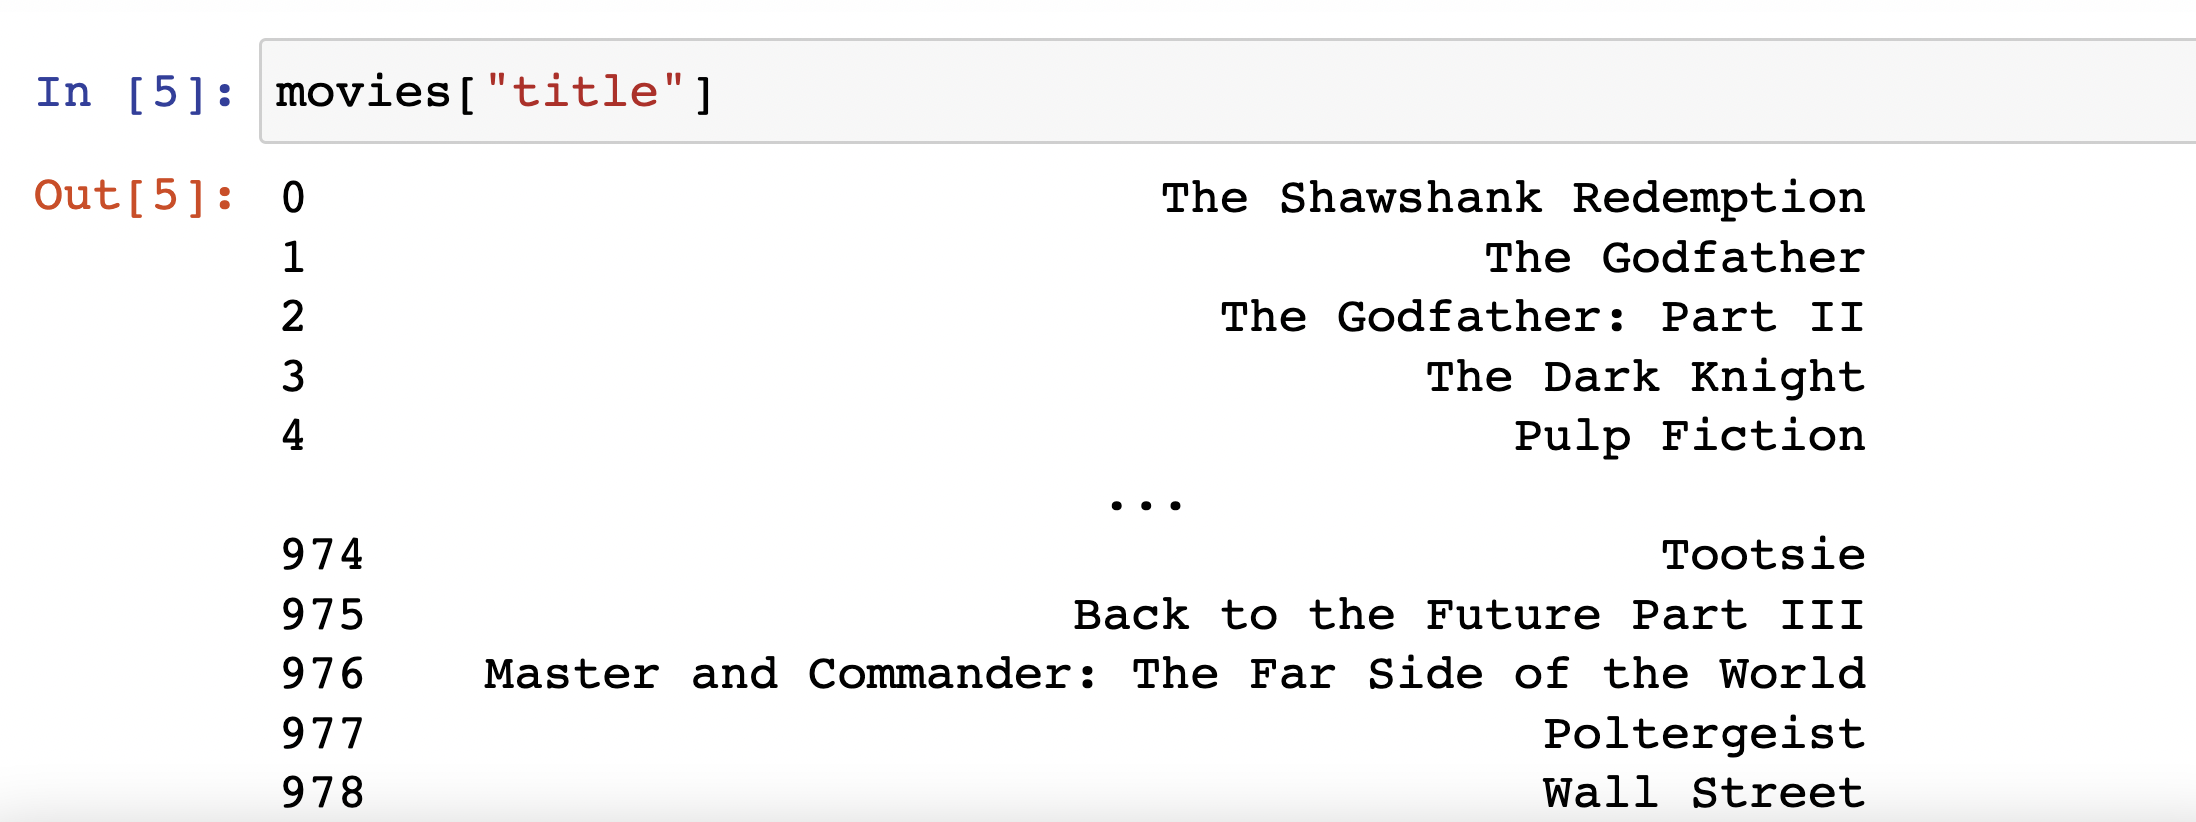 In [5]: movies["title"]
Out[5]: 0 The Shawshank Redemption
1 The Godfather
2 The Godfather: Part II
3 The Dark Knight
4 Pulp Fiction
...
974 Tootsie
975 Back to the Future Part III
976 Master and Commander: The Far Side of the World
977 Poltergeist
978 Wall Street